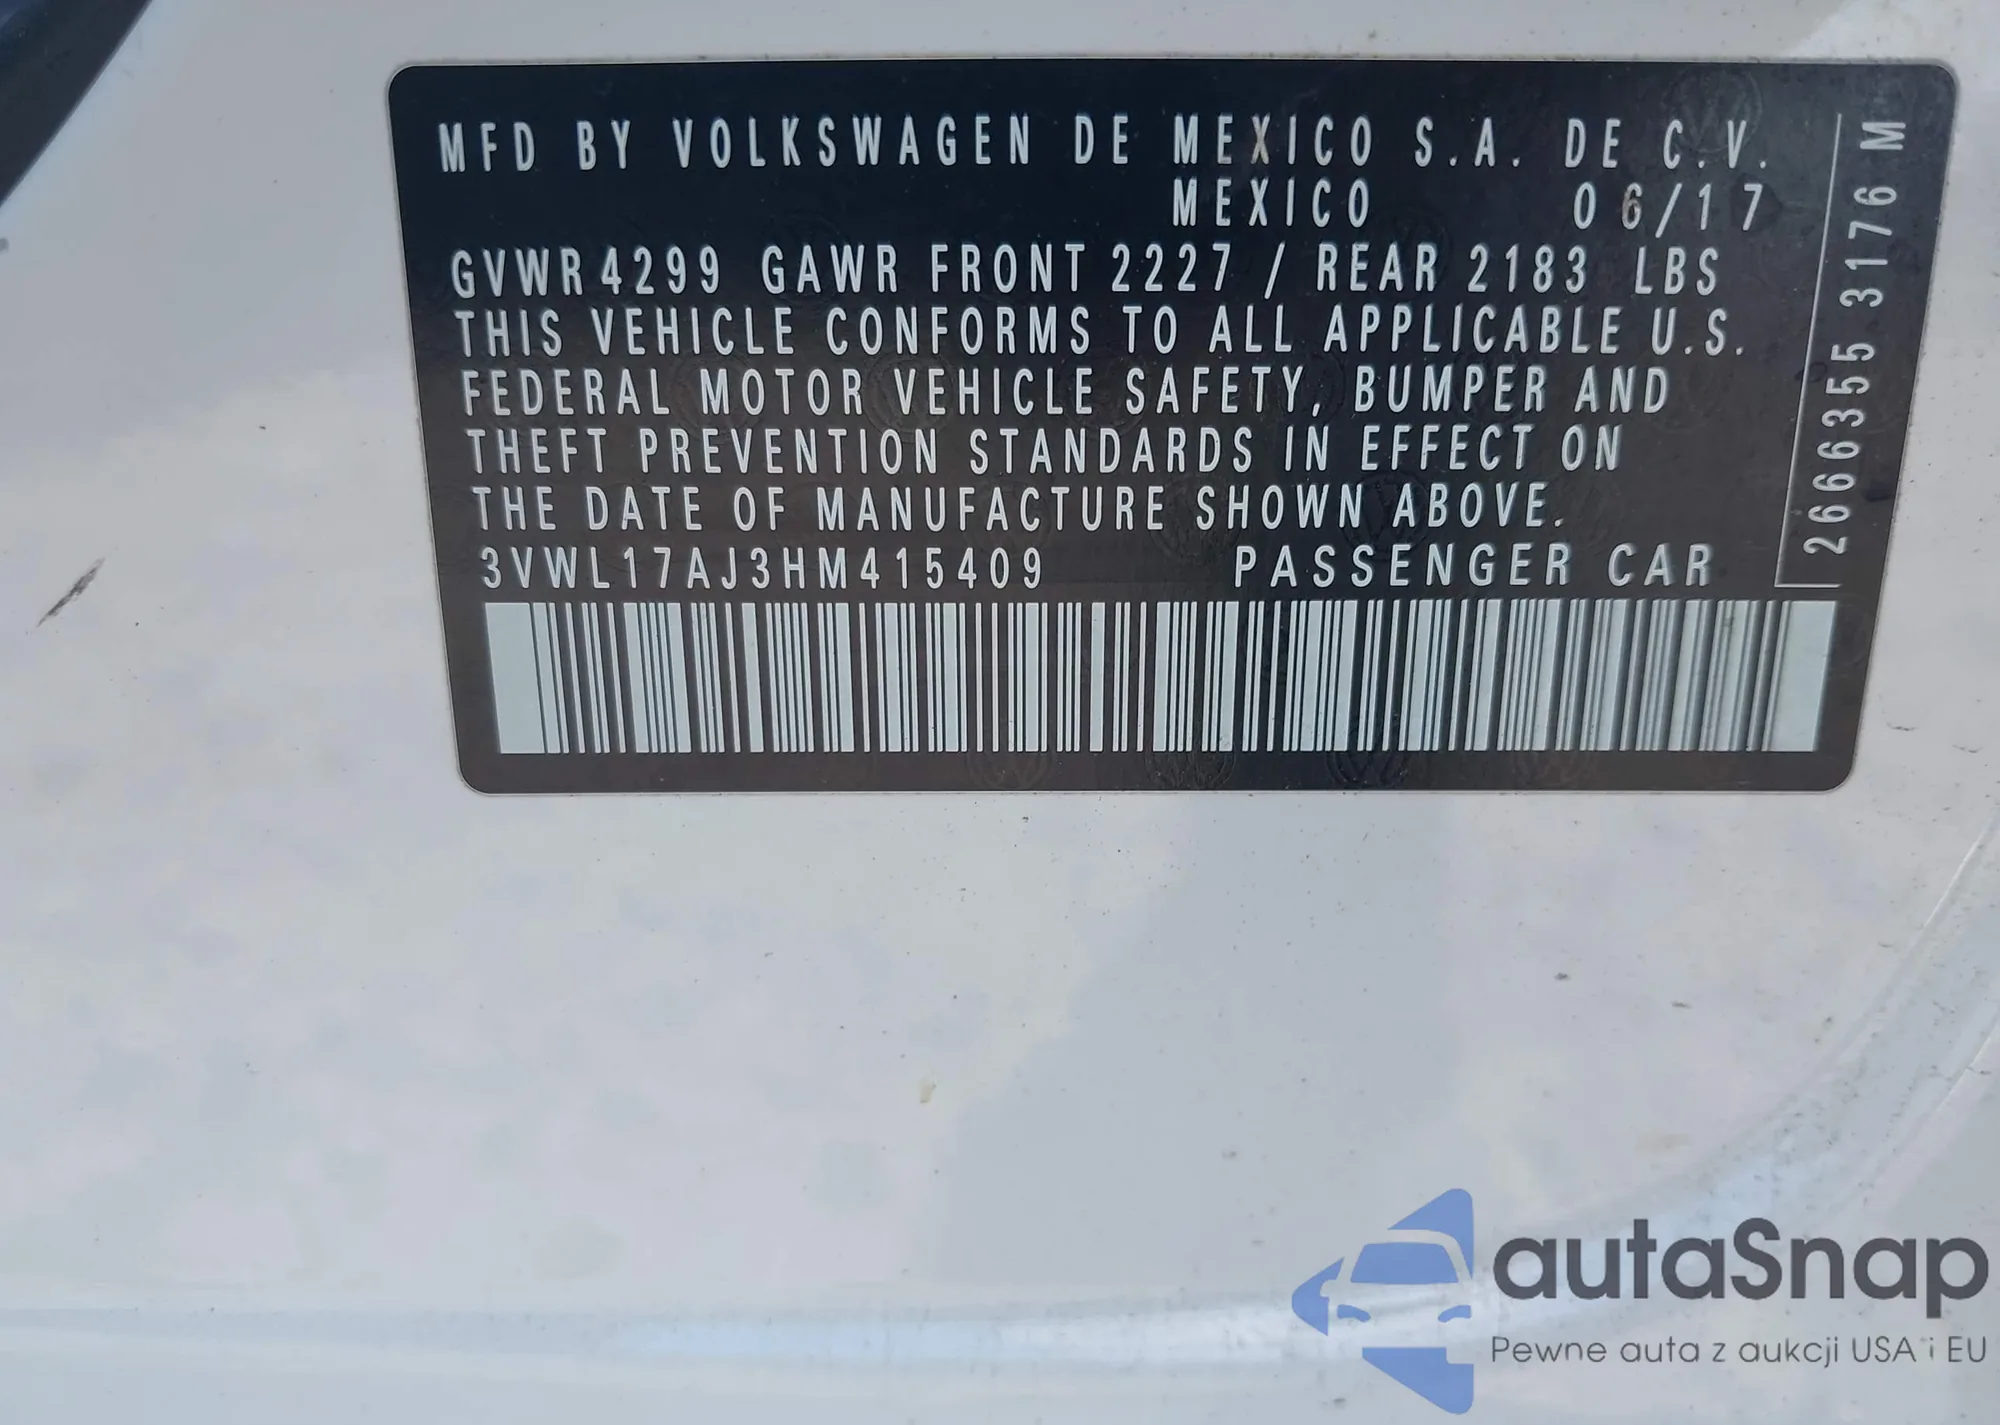 MFD BY VOLKSWAGEN DE MEXICO S.A. DE C.V.
MEXICO 06/17
GVWR 4299 GAWR FRONT 2227 / REAR 2183 LBS
THIS VEHICLE CONFORMS TO ALL APPLICABLE U.S.
FEDERAL MOTOR VEHICLE SAFETY, BUMPER AND
THEFT PREVENTION STANDARDS IN EFFECT ON
THE DATE OF MANUFACTURE SHOWN ABOVE.
3VWL17AJ3HM415409 PASSENGER CAR
2666355 3176 M
autaSnap
Pewne auta z aukcji USA i EU